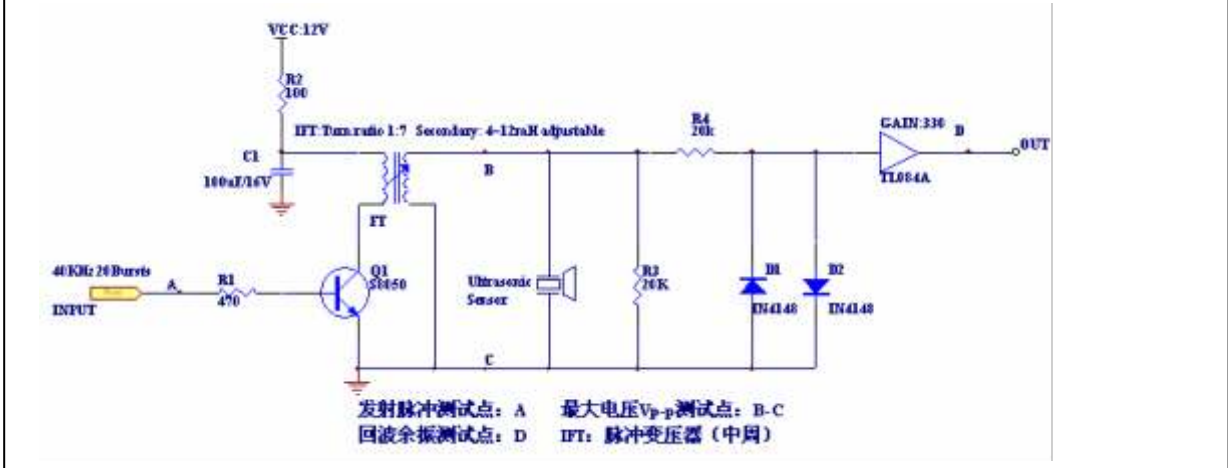 VCC:12V
R2
100
IFT:Turn ratio 1:7 Secondary: 4-12mH adjustable
C1
100uF/16V
FT
B
R4
20k
GAIN:330
D
OUT
TL084A
40KHz 20Bursts
INPUT
A
R1
470
Q1
S8050
Ultrasonic
Sensor
R3
20K
D1
IN4148
D2
IN4148
C
发射脉冲测试点：A 最大电压Vp-p测试点：B-C
回波余振测试点：D IFT：脉冲变压器（中周）